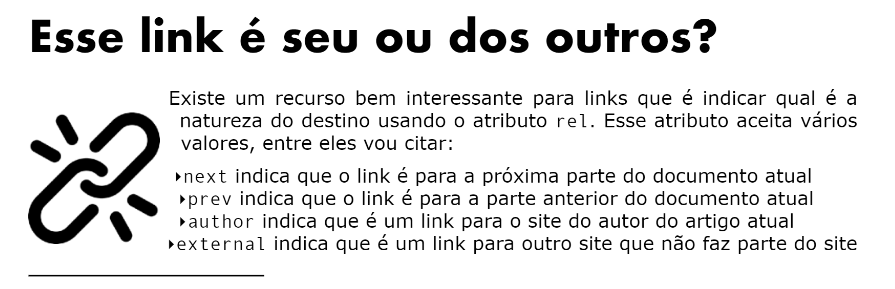 Esse link é seu ou dos outros?
Existe um recurso bem interessante para links que é indicar qual é a
natureza do destino usando o atributo rel. Esse atributo aceita vários
valores, entre eles vou citar:
‣next indica que o link é para a próxima parte do documento atual
‣prev indica que o link é para a parte anterior do documento atual
‣author indica que é um link para o site do autor do artigo atual
‣external indica que é um link para outro site que não faz parte do site